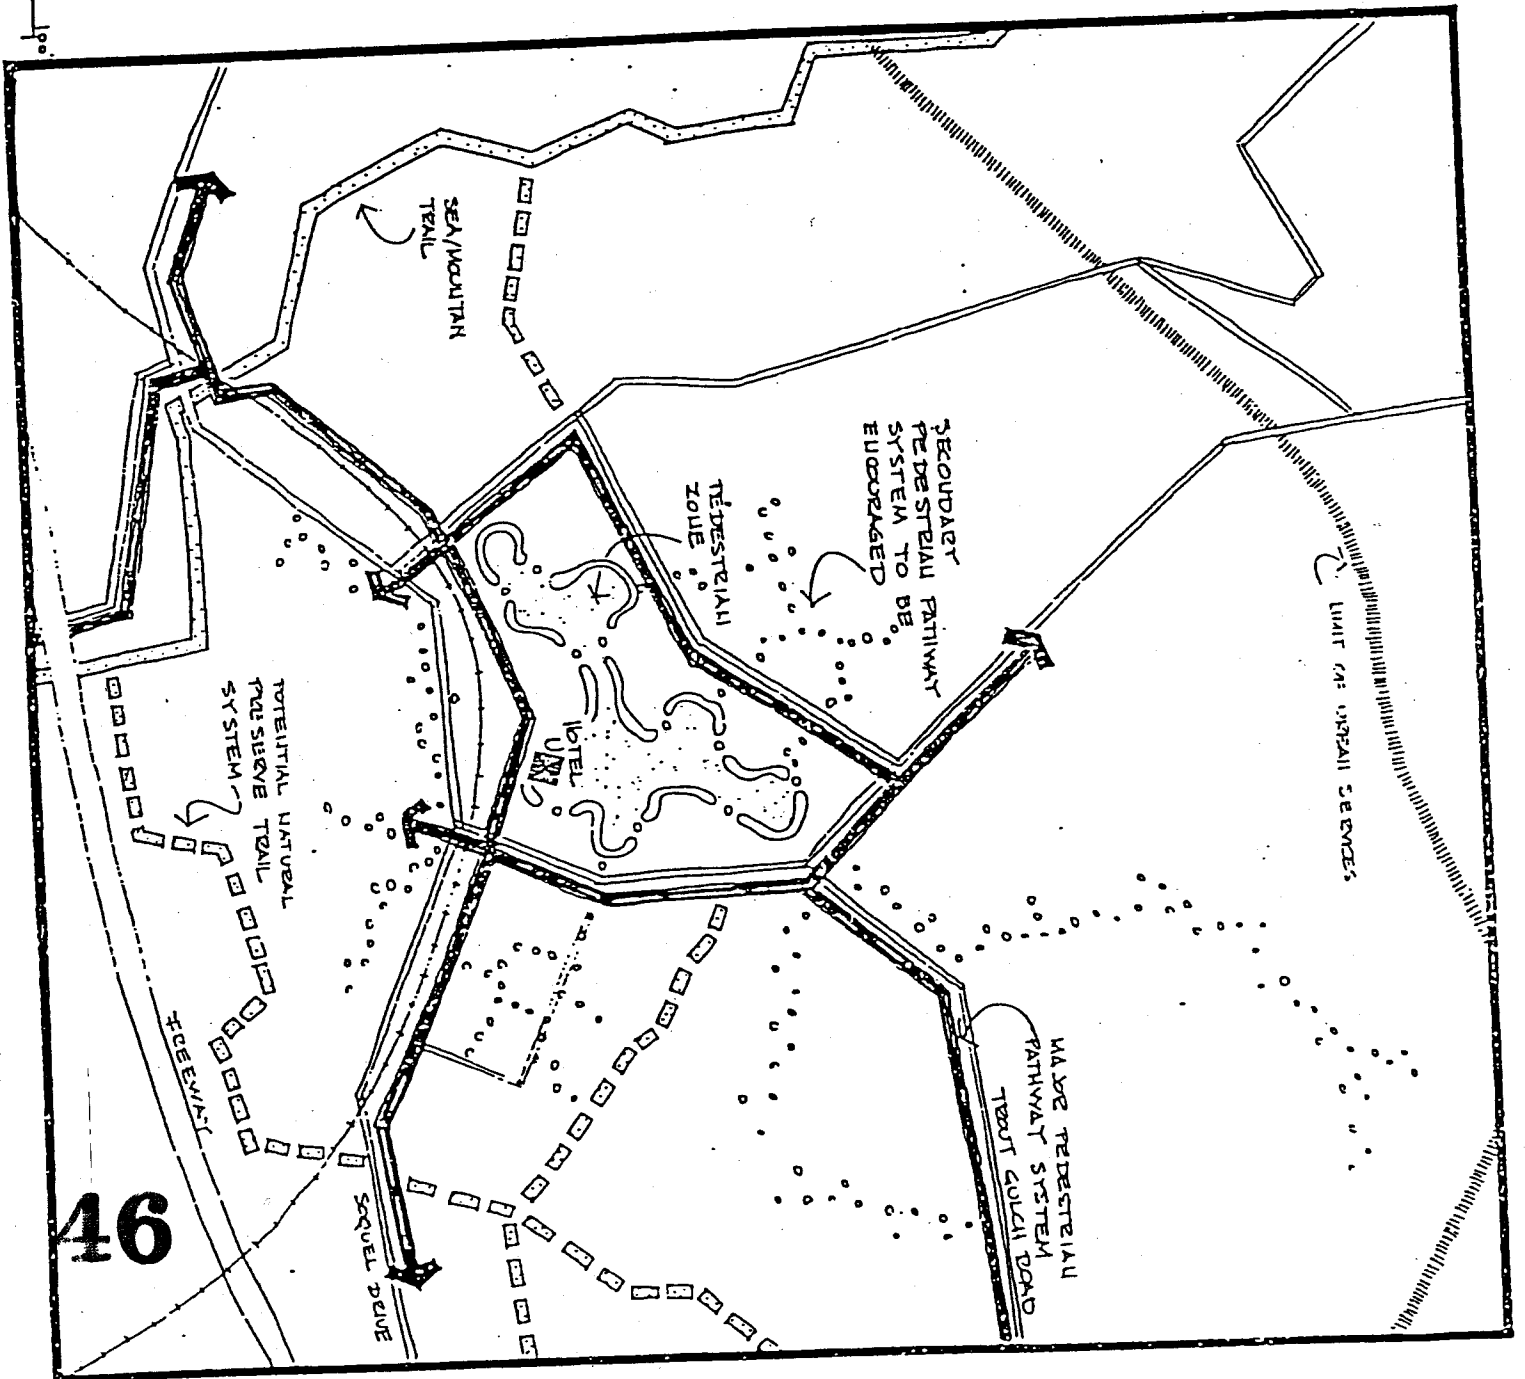 SEA/MOUNTAN
TRAIL
SECONDARY
PEDESTRIAN PATHWAY
SYSTEM TO BE
ENCOURAGED
PEDESTRIAN
ZONE
LIMIT OF URBAN SERVICES
HOTEL
POTENTIAL NATURAL
PRESERVE TRAIL
SYSTEM
MAJOR PEDESTRIAN
PATHWAY SYSTEM
TROUT GULCH ROAD
FREEWAY
SOQUEL DRIVE
46